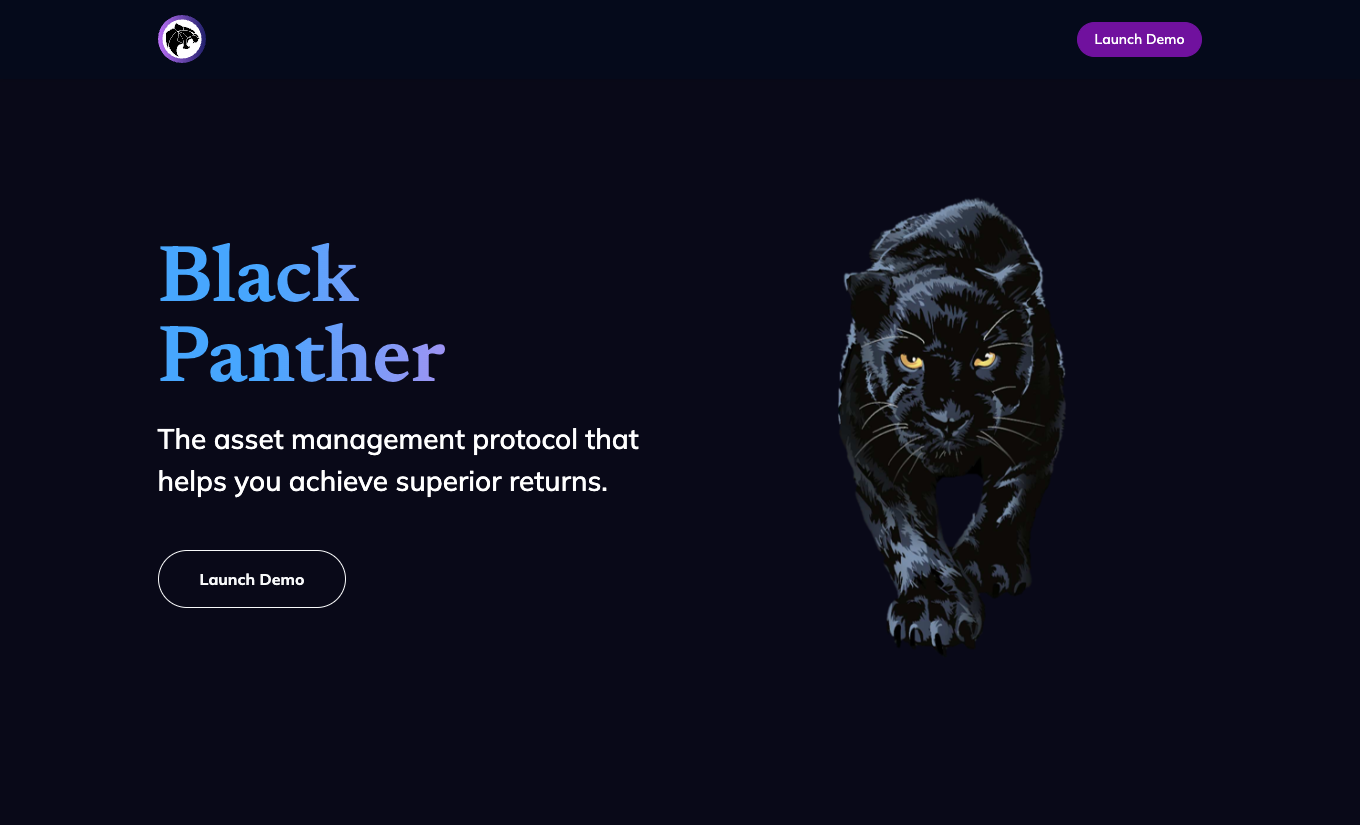 Launch Demo
Black
Panther
The asset management protocol that
helps you achieve superior returns.
Launch Demo